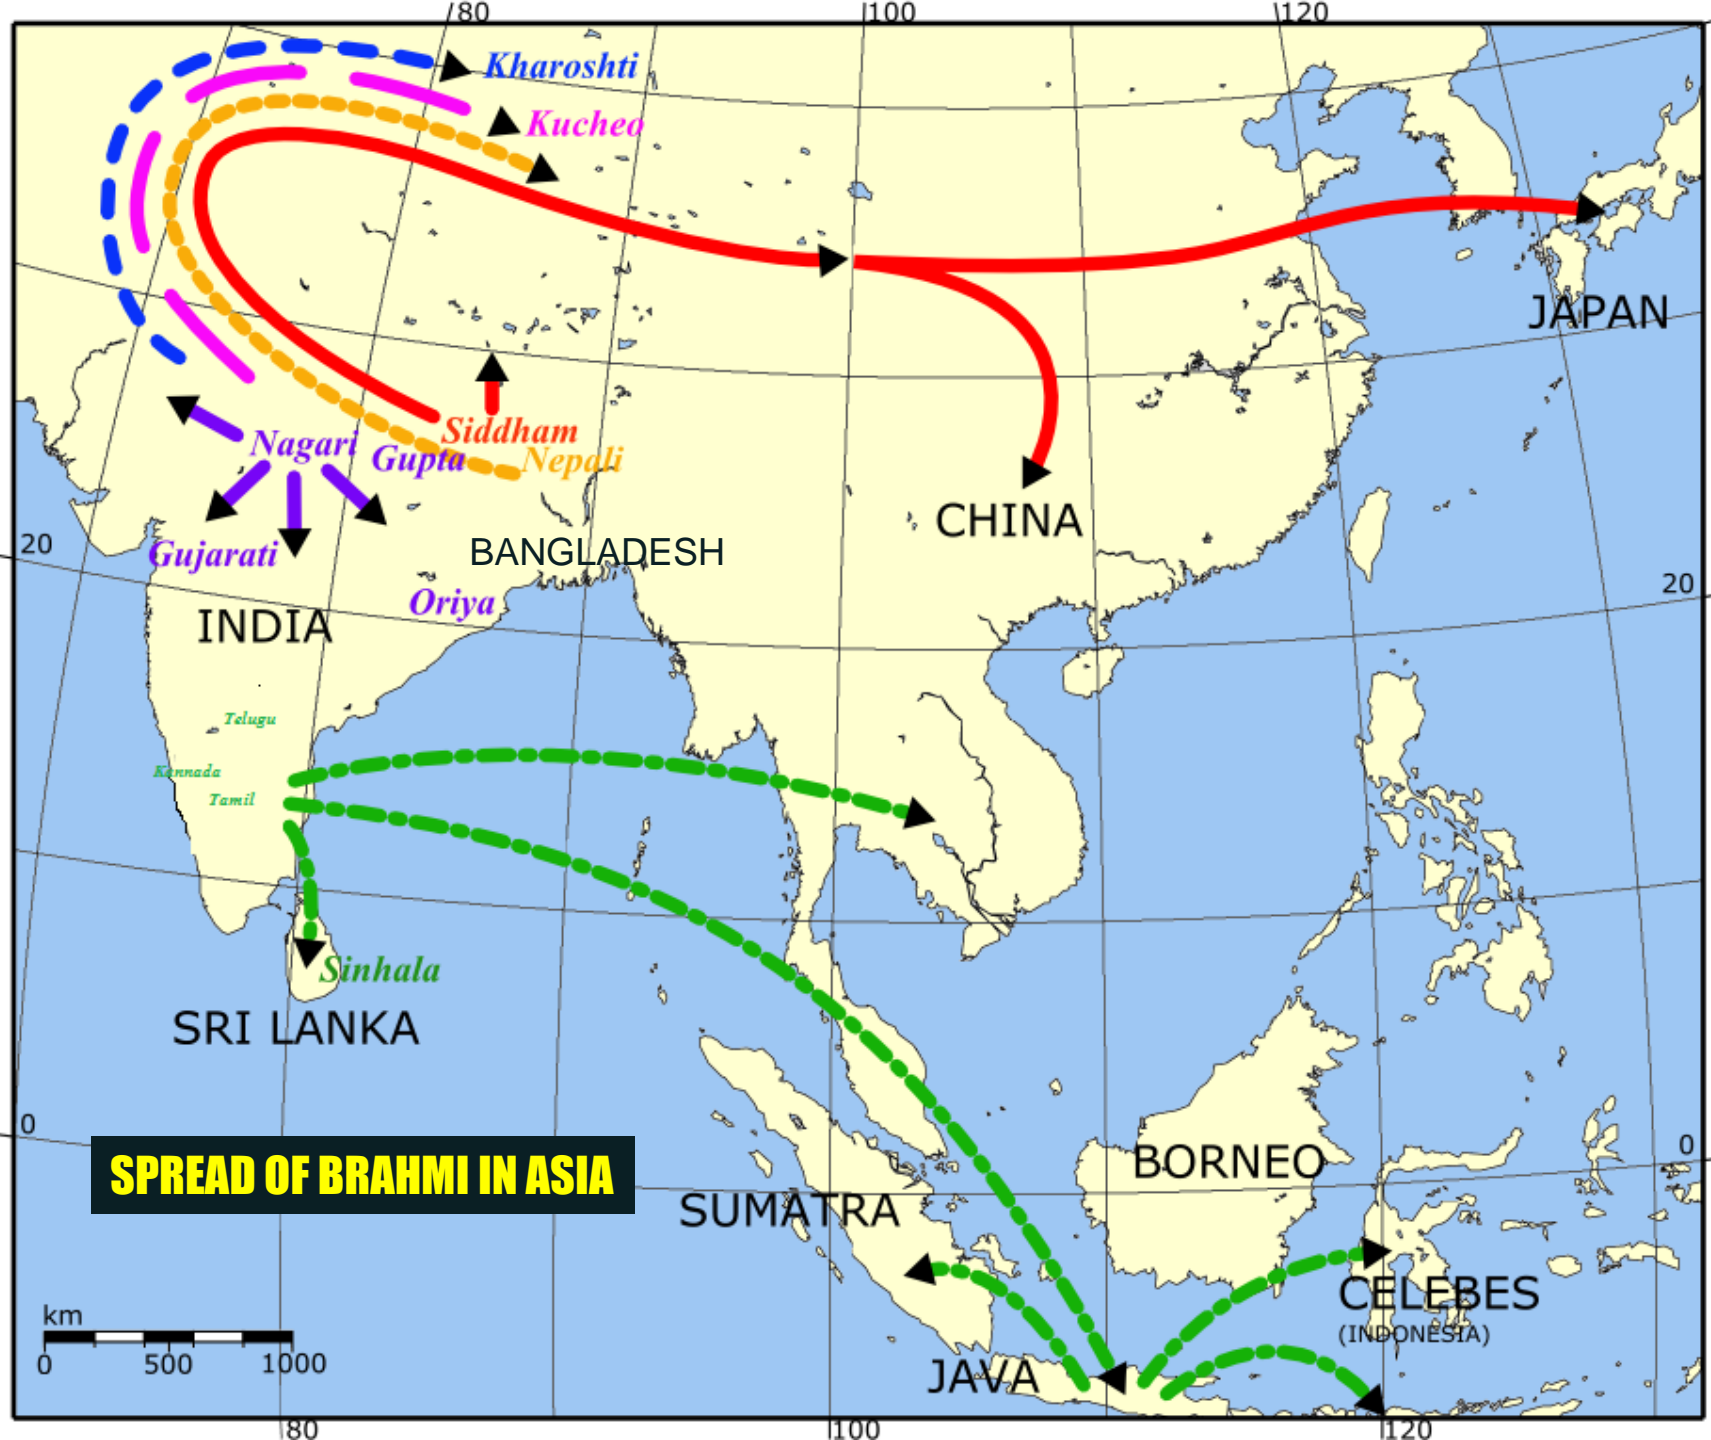 80
100
120
Kharoshti
Kucheo
JAPAN
Siddham
Nagari
Gupta
Nepali
CHINA
20
Gujarati
BANGLADESH
20
Oriya
INDIA
Telugu
Kannada
Tamil
Sinhala
SRI LANKA
0
0
BORNEO
SPREAD OF BRAHMI IN ASIA
SUMATRA
CELEBES
(INDONESIA)
km
0 500 1000
JAVA
80
100
120